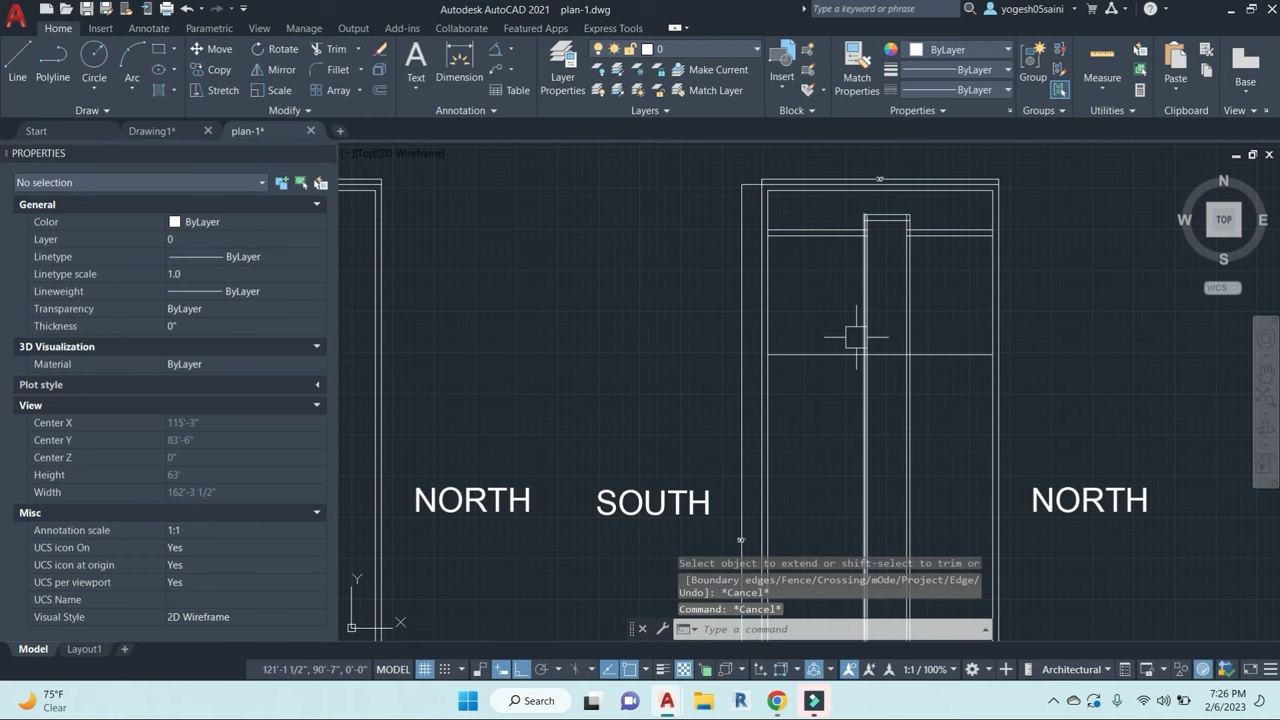 Autodesk AutoCAD 2021 plan-1.dwg
Type a keyword or phrase
yogesh05saini
Home Insert Annotate Parametric View Manage Output Add-ins Collaborate Featured Apps Express Tools
Line Polyline Circle Arc
Move Rotate Trim
Copy Mirror Fillet
Stretch Scale Array
Text Dimension
Table
Layer Properties
0
Make Current
Match Layer
Insert
Match Properties
ByLayer
ByLayer
ByLayer
Group
Measure
Paste
Base
Draw Modify Annotation Layers Block Properties Groups Utilities Clipboard View
Start Drawing1* plan-1*
PROPERTIES
[−][Top][2D Wireframe]
No selection
General
Color ByLayer
Layer 0
Linetype ByLayer
Linetype scale 1.0
Lineweight ByLayer
Transparency ByLayer
Thickness 0"
3D Visualization
Material ByLayer
Plot style
View
Center X 115'-3"
Center Y 83'-6"
Center Z 0"
Height 63'
Width 162'-3 1/2"
Misc
Annotation scale 1:1
UCS icon On Yes
UCS icon at origin Yes
UCS per viewport Yes
UCS Name
Visual Style 2D Wireframe
30'
N
W TOP E
S
WCS
NORTH SOUTH NORTH
90'
Y
X
Select object to extend or shift-select to trim or
[Boundary edges/Fence/Crossing/mOde/Project/Edge/
Undo]: *Cancel*
Command: *Cancel*
Type a command
Model Layout1
121'-1 1/2", 90'-7", 0'-0" MODEL 1:1 / 100% Architectural
75°F
Clear
Search
7:26 PM
2/6/2023